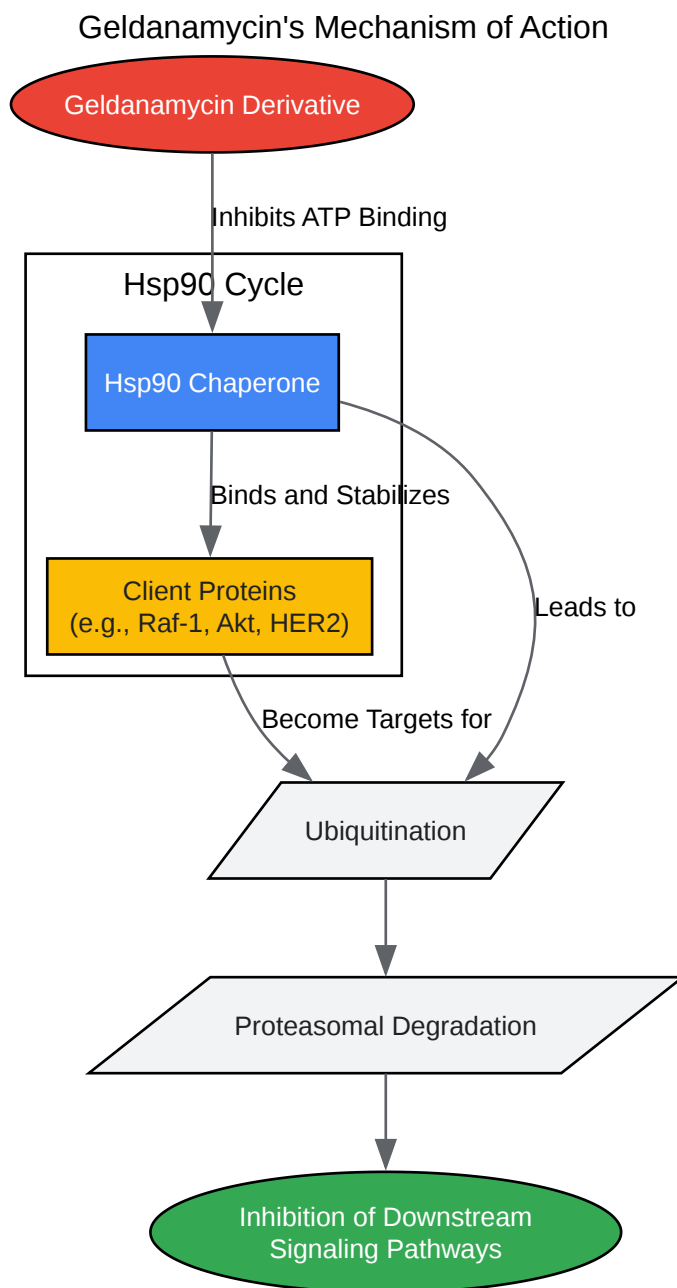 Geldanamycin's Mechanism of Action
Geldanamycin Derivative
Inhibits ATP Binding
Hsp90 Cycle
Hsp90 Chaperone
Binds and Stabilizes
Client Proteins
(e.g., Raf-1, Akt, HER2)
Leads to
Become Targets for
Ubiquitination
Proteasomal Degradation
Inhibition of Downstream
Signaling Pathways